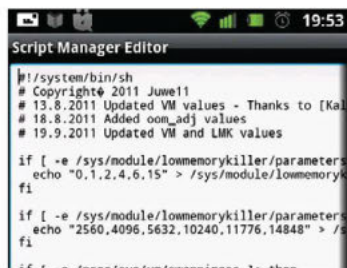 19:53
Script Manager Editor
#!/system/bin/sh
# Copyright� 2011 Juwe11
# 13.8.2011 Updated VM values - Thanks to [Kal
# 18.8.2011 Added oom_adj values
# 19.9.2011 Updated VM and LMK values
if [ -e /sys/module/lowmemorykiller/parameters
echo "0,1,2,4,6,15" > /sys/module/lowmemoryk
fi
if [ -e /sys/module/lowmemorykiller/parameters
echo "2560,4096,5632,10240,11776,14848" > /s
fi